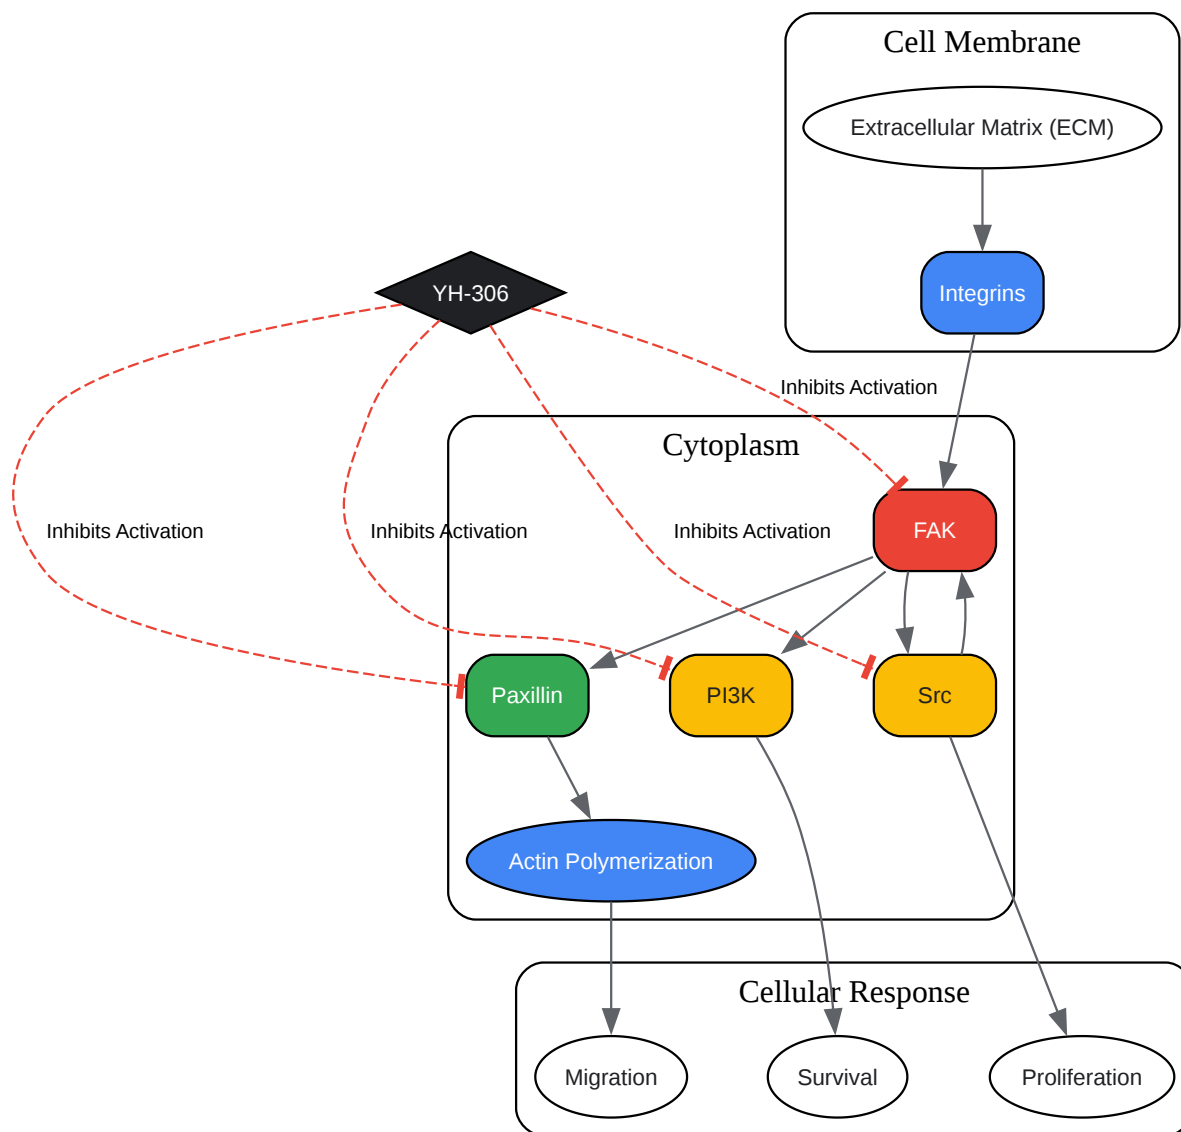 Cell Membrane
Extracellular Matrix (ECM)
YH-306
Integrins
Inhibits Activation
Cytoplasm
Inhibits Activation
Inhibits Activation
Inhibits Activation
FAK
Paxillin
PI3K
Src
Actin Polymerization
Cellular Response
Migration
Survival
Proliferation